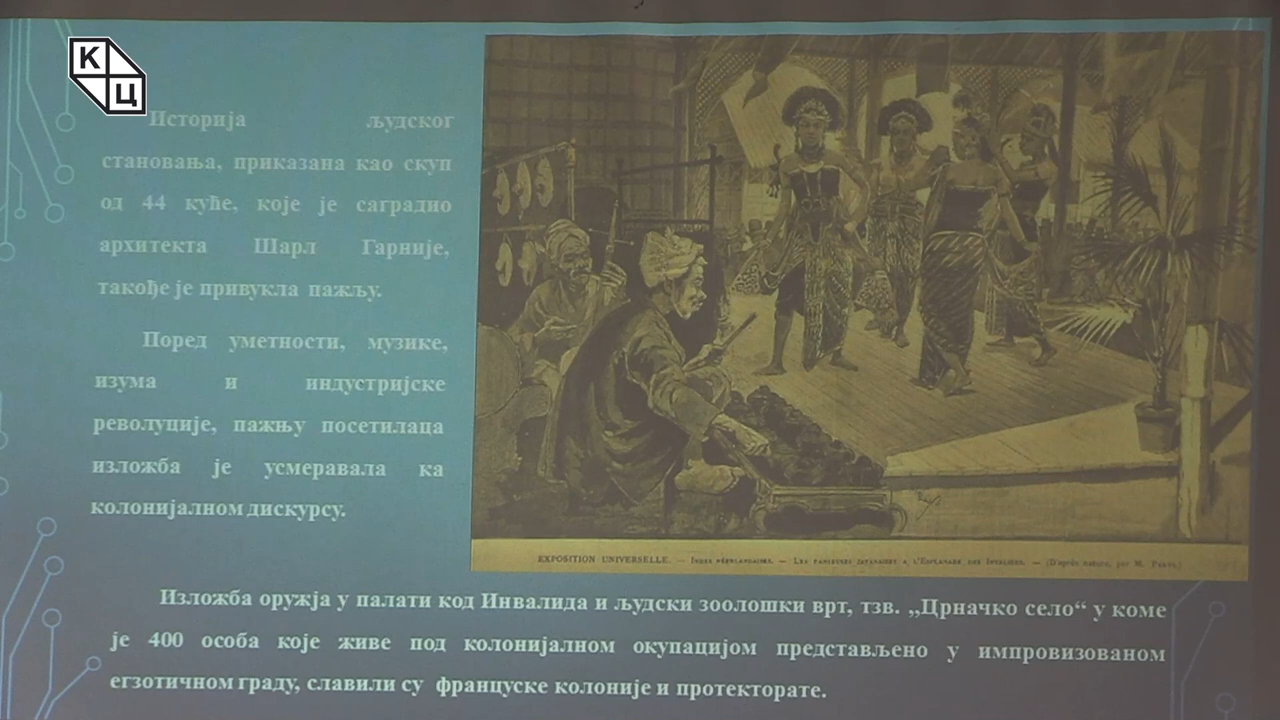 К
Ц
Историја људског
становања, приказана као скуп
од 44 куће, које је саградио
архитекта Шарл Гарније,
такође је привукла пажљу.
Поред уметности, музике,
изума и индустријске
револуције, пажњу посетилаца
изложба је усмеравала ка
колонијалном дискурсу.
EXPOSITION UNIVERSELLE. — INDES NÉERLANDAISES. — LES DANSEUSES JAVANAISES A L'ESPLANADE DES INVALIDES. — (D'après nature, par M. PARYS.)
Изложба оружја у палати код Инвалида и људски зоолошки врт, тзв. „Црначко село“ у коме
је 400 особа које живе под колонијалном окупацијом представљено у импровизованом
егзотичном граду, славили су француске колоније и протекторате.